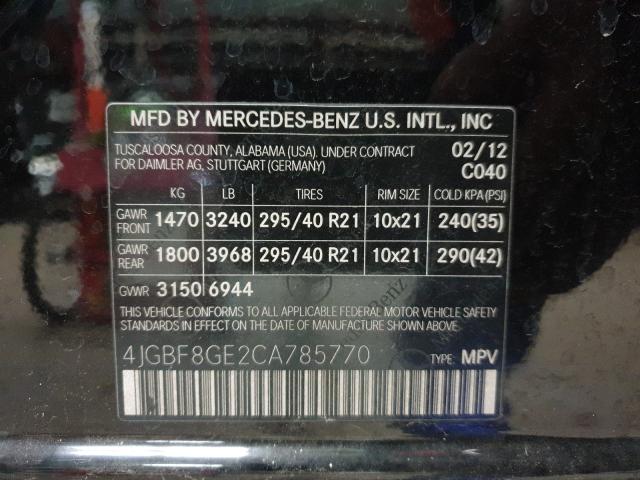 MFD BY MERCEDES-BENZ U.S. INTL., INC
TUSCALOOSA COUNTY, ALABAMA (USA). UNDER CONTRACT 02/12
FOR DAIMLER AG, STUTTGART (GERMANY) C040
KG LB TIRES RIM SIZE COLD KPA (PSI)
GAWR FRONT 1470 3240 295/40 R21 10x21 240(35)
GAWR REAR 1800 3968 295/40 R21 10x21 290(42)
GVWR 3150 6944
THIS VEHICLE CONFORMS TO ALL APPLICABLE FEDERAL MOTOR VEHICLE SAFETY
STANDARDS IN EFFECT ON THE DATE OF MANUFACTURE SHOWN ABOVE
4JGBF8GE2CA785770 TYPE: MPV